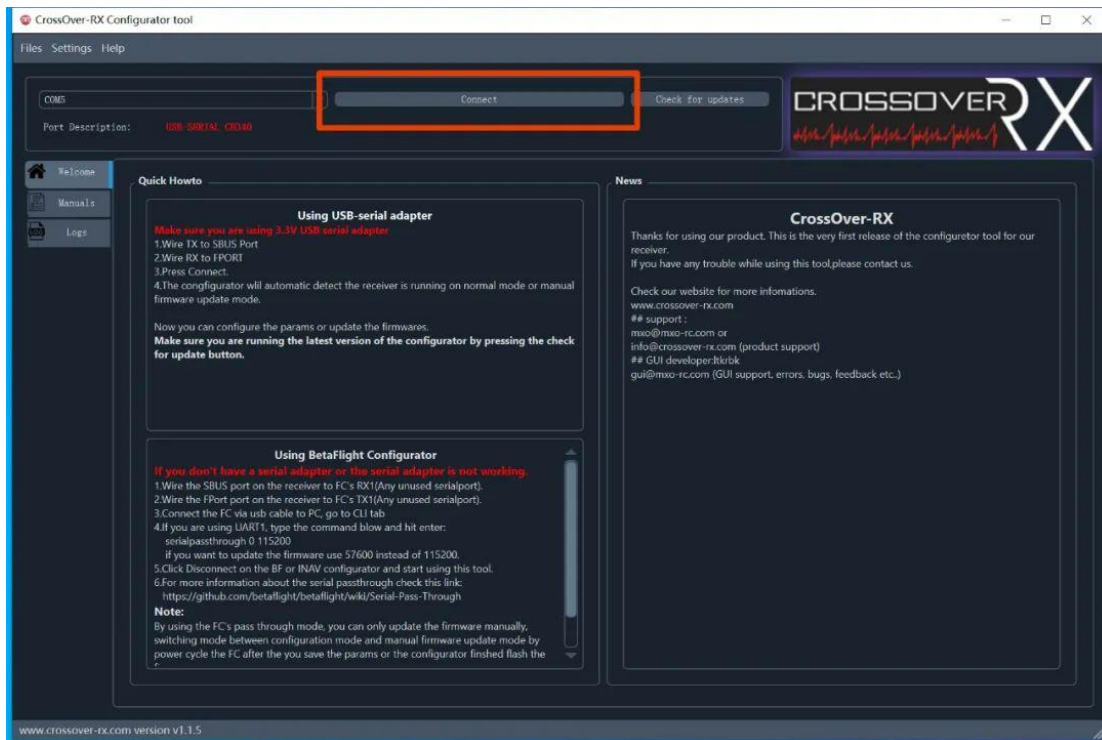 CrossOver-RX Configurator tool
Files Settings Help
COM5
Connect
Check for updates
CROSSOVER RX
Port Description: USB-SERIAL CH340
Welcome
Manuals
Logs
Quick Howto
Using USB-serial adapter
Make sure you are using 3.3V USB serial adapter
1.Wire TX to SBUS Port
2.Wire RX to FPORT
3.Press Connect.
4.The congfigurator wlil automatic detect the receiver is running on normal mode or manual
firmware update mode.
Now you can configure the params or update the firmwares.
Make sure you are running the latest version of the configurator by pressing the check
for update button.
Using BetaFlight Configurator
If you don't have a serial adapter or the serial adapter is not working.
1.Wire the SBUS port on the receiver to FC's RX1(Any unused serialport).
2.Wire the FPort port on the receiver to FC's TX1(Any unused serialport).
3.Connect the FC via usb cable to PC, go to CLI tab
4.If you are using UART1, type the command blow and hit enter:
serialpassthrough 0 115200
if you want to update the firmware use 57600 instead of 115200.
5.Click Disconnect on the BF or INAV configurator and start using this tool.
6.For more information about the serial passthrough check this link:
https://github.com/betaflight/betaflight/wiki/Serial-Pass-Through
Note:
By using the FC's pass through mode, you can only update the firmware manually,
switching mode between configuration mode and manual firmware update mode by
power cycle the FC after the you save the params or the configurator finshed flash the
News
CrossOver-RX
Thanks for using our product. This is the very first release of the configuretor tool for our
receiver.
If you have any trouble while using this tool,please contact us.
Check our website for more infomations.
www.crossover-rx.com
## support :
mxo@mxo-rc.com or
info@crossover-rx.com (product support)
## GUI developer:ltkrbk
gui@mxo-rc.com (GUI support, errors, bugs, feedback etc..)
www.crossover-rx.com version v1.1.5